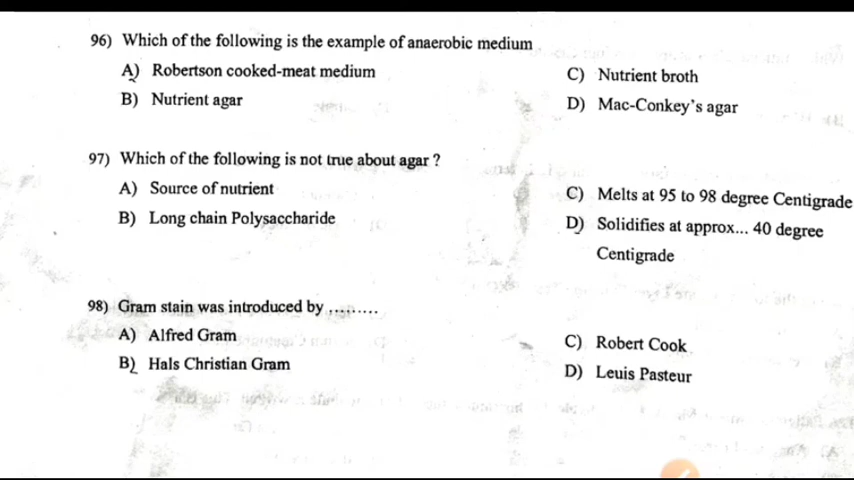 96) Which of the following is the example of anaerobic medium
A) Robertson cooked-meat medium
C) Nutrient broth
B) Nutrient agar
D) Mac-Conkey's agar
97) Which of the following is not true about agar ?
A) Source of nutrient
C) Melts at 95 to 98 degree Centigrade
B) Long chain Polysaccharide
D) Solidifies at approx... 40 degree
Centigrade
98) Gram stain was introduced by .........
A) Alfred Gram
C) Robert Cook
B) Hals Christian Gram
D) Leuis Pasteur